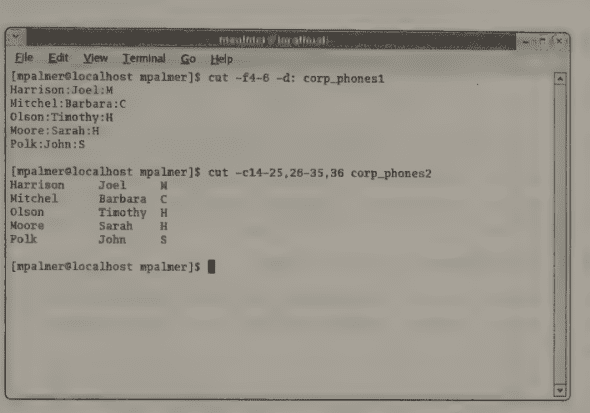 File Edit View Terminal Go Help
[mpalmer@localhost mpalmer]$ cut -f4-6 -d: corp_phones1
Harrison:Joel:M
Mitchel:Barbara:C
Olson:Timothy:H
Moore:Sarah:H
Polk:John:S
[mpalmer@localhost mpalmer]$ cut -c14-25,26-35,36 corp_phones2
Harrison Joel M
Mitchel Barbara C
Olson Timothy H
Moore Sarah H
Polk John S
[mpalmer@localhost mpalmer]$